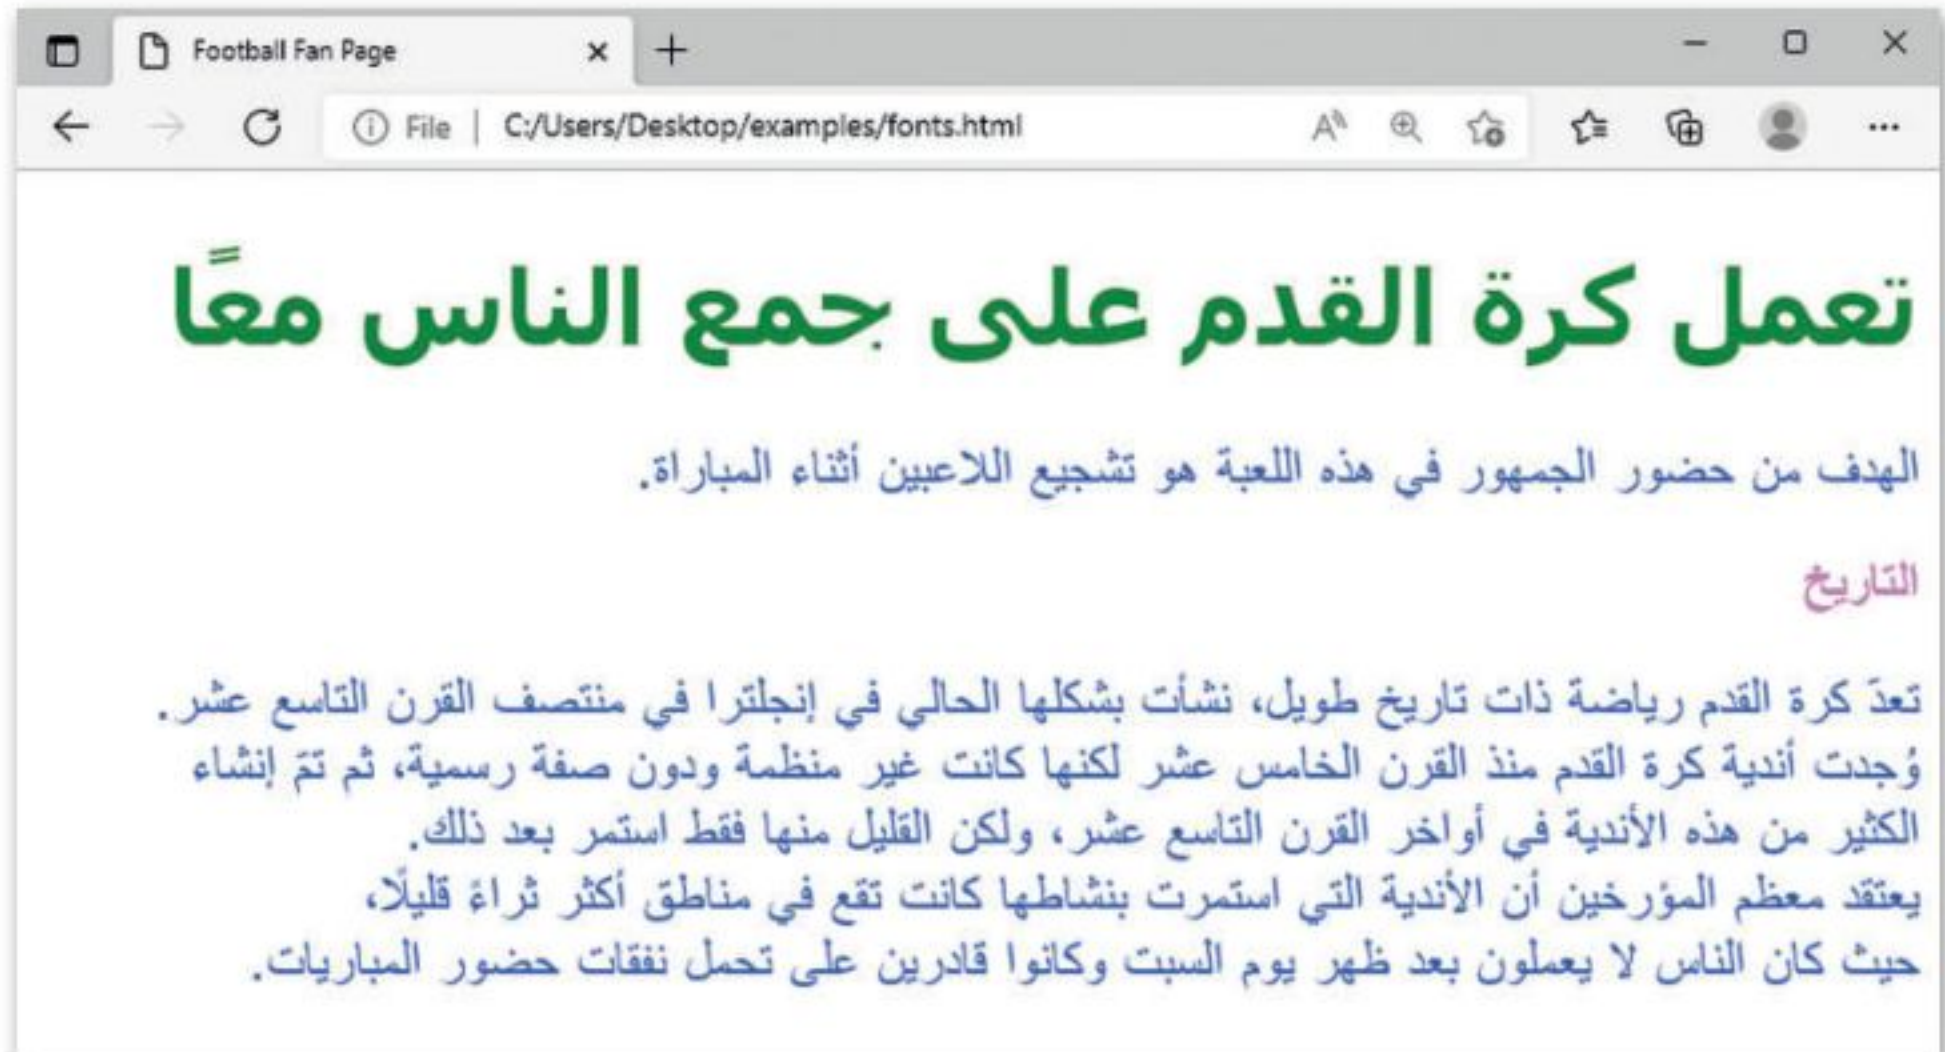 Football Fan Page
File | C:/Users/Desktop/examples/fonts.html
تعمل كرة القدم على جمع الناس معًا
الهدف من حضور الجمهور في هذه اللعبة هو تشجيع اللاعبين أثناء المباراة.
التاريخ
تعدّ كرة القدم رياضة ذات تاريخ طويل، نشأت بشكلها الحالي في إنجلترا في منتصف القرن التاسع عشر.
وُجدت أندية كرة القدم منذ القرن الخامس عشر لكنها كانت غير منظمة ودون صفة رسمية، ثم تمّ إنشاء
الكثير من هذه الأندية في أواخر القرن التاسع عشر، ولكن القليل منها فقط استمر بعد ذلك.
يعتقد معظم المؤرخين أن الأندية التي استمرت بنشاطها كانت تقع في مناطق أكثر ثراءً قليلًا،
حيث كان الناس لا يعملون بعد ظهر يوم السبت وكانوا قادرين على تحمل نفقات حضور المباريات.